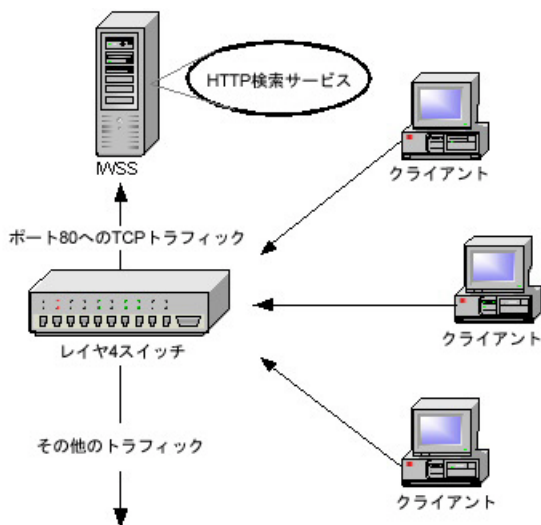 HTTP検索サービス
IWSS
クライアント
ポート80へのTCPトラフィック
クライアント
レイヤ4スイッチ
その他のトラフィック
クライアント